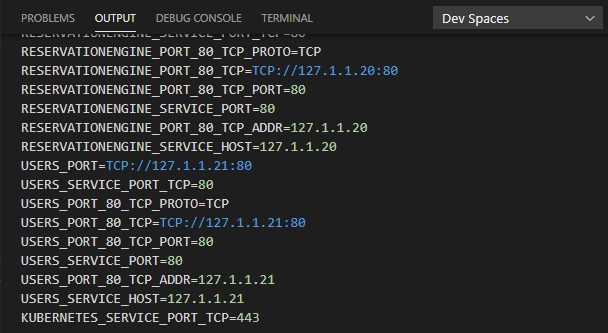 PROBLEMS OUTPUT DEBUG CONSOLE TERMINAL Dev Spaces
RESERVATIONENGINE_SERVICE_PORT_TCP=80
RESERVATIONENGINE_PORT_80_TCP_PROTO=TCP
RESERVATIONENGINE_PORT_80_TCP=TCP://127.1.1.20:80
RESERVATIONENGINE_PORT_80_TCP_PORT=80
RESERVATIONENGINE_SERVICE_PORT=80
RESERVATIONENGINE_PORT_80_TCP_ADDR=127.1.1.20
RESERVATIONENGINE_SERVICE_HOST=127.1.1.20
USERS_PORT=TCP://127.1.1.21:80
USERS_SERVICE_PORT_TCP=80
USERS_PORT_80_TCP_PROTO=TCP
USERS_PORT_80_TCP=TCP://127.1.1.21:80
USERS_PORT_80_TCP_PORT=80
USERS_SERVICE_PORT=80
USERS_PORT_80_TCP_ADDR=127.1.1.21
USERS_SERVICE_HOST=127.1.1.21
KUBERNETES_SERVICE_PORT_TCP=443